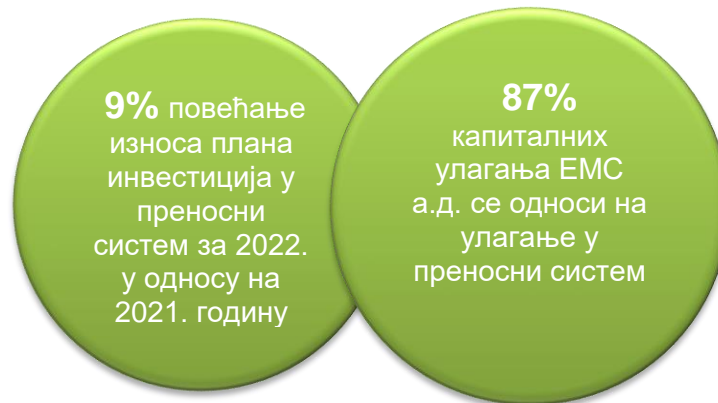 9% повећање
износа плана
инвестиција у
преносни
систем за 2022.
у односу на
2021. годину
87%
капиталних
улагања ЕМС
а.д. се односи на
улагање у
преносни систем